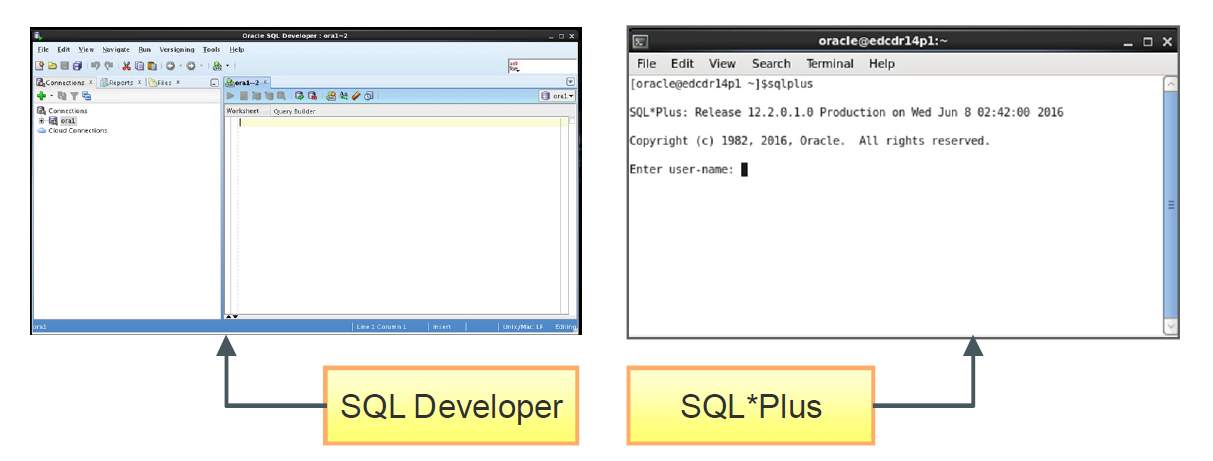 Oracle SQL Developer : ora1~2
File Edit View Navigate Run Versioning Tools Help
Connections Reports Files
ora1~2
ora1
Worksheet Query Builder
Connections
ora1
Cloud Connections
ora1
Line 1 Column 1 Insert Unix/Mac: LF Editing
SQL Developer
oracle@edcdr14p1:~
File Edit View Search Terminal Help
[oracle@edcdr14p1 ~]$sqlplus
SQL*Plus: Release 12.2.0.1.0 Production on Wed Jun 8 02:42:00 2016
Copyright (c) 1982, 2016, Oracle. All rights reserved.
Enter user-name:
SQL*Plus